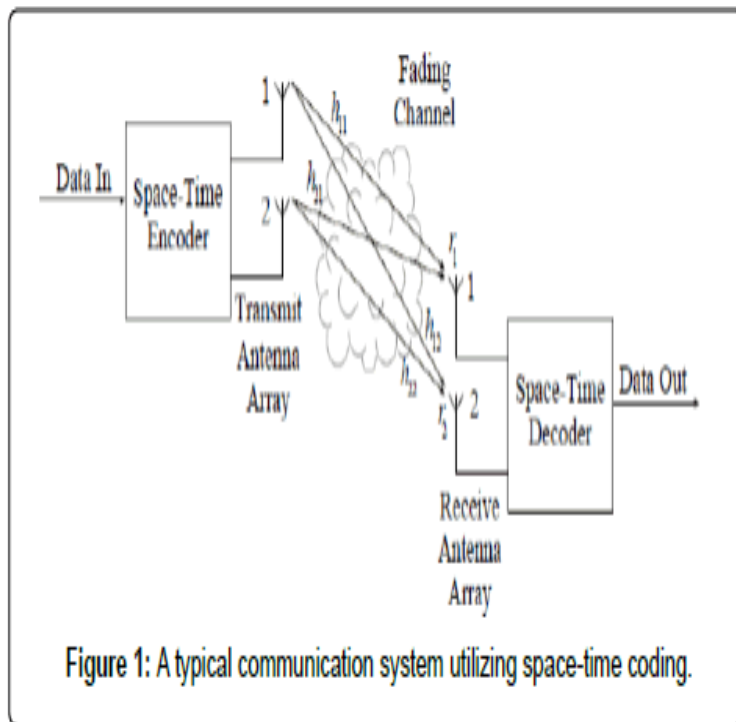 Fading
Channel
Data In
Space-Time
Encoder
1
2
h11
h21
h12
h22
Transmit
Antenna
Array
r1
1
r2
2
Space-Time
Decoder
Data Out
Receive
Antenna
Array
Figure 1: A typical communication system utilizing space-time coding.